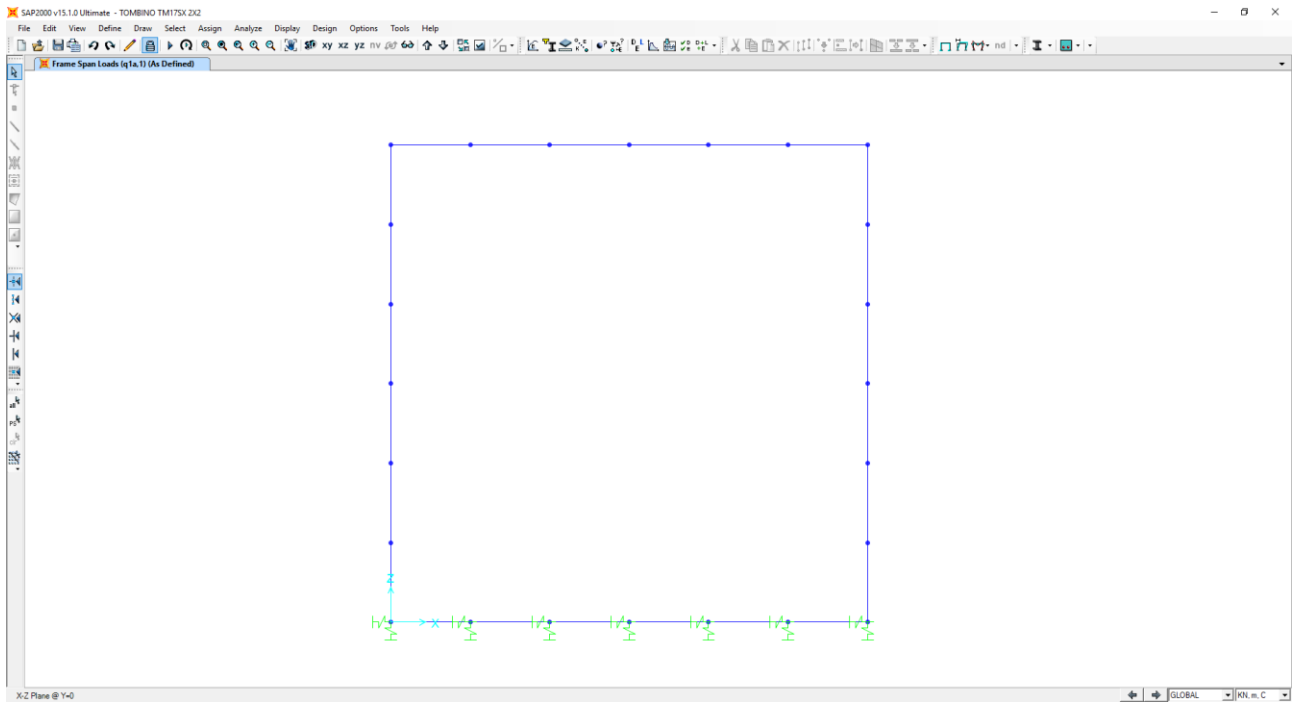 SAP2000 v15.1.0 Ultimate - TOMBINO TM175X 2X2
File Edit View Define Draw Select Assign Analyze Display Design Options Tools Help
xy xz yz nv nd
Frame Span Loads (q1a,1) (As Defined)
Z
X
X-Z Plane @ Y=0 GLOBAL KN, m, C